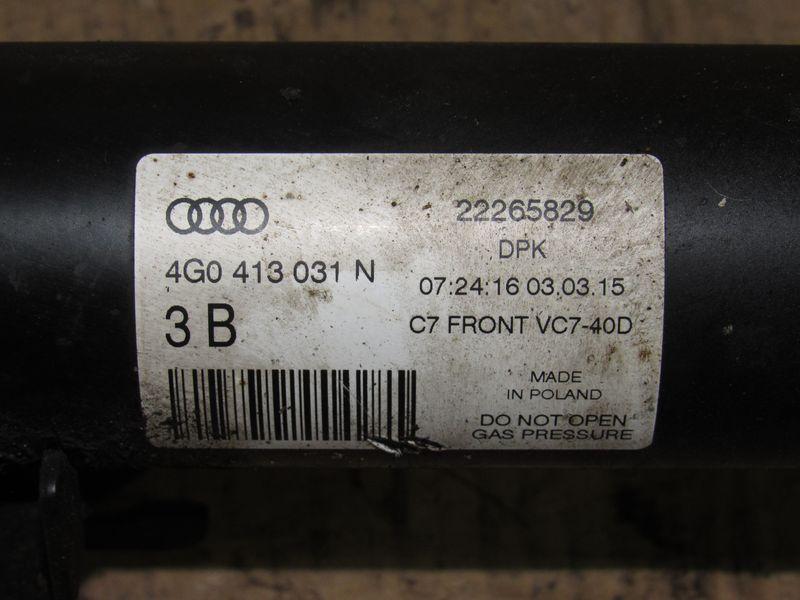 22265829
DPK
4G0 413 031 N
07:24:16 03.03.15
3 B
C7 FRONT VC7-40D
MADE
IN POLAND
DO NOT OPEN
GAS PRESSURE